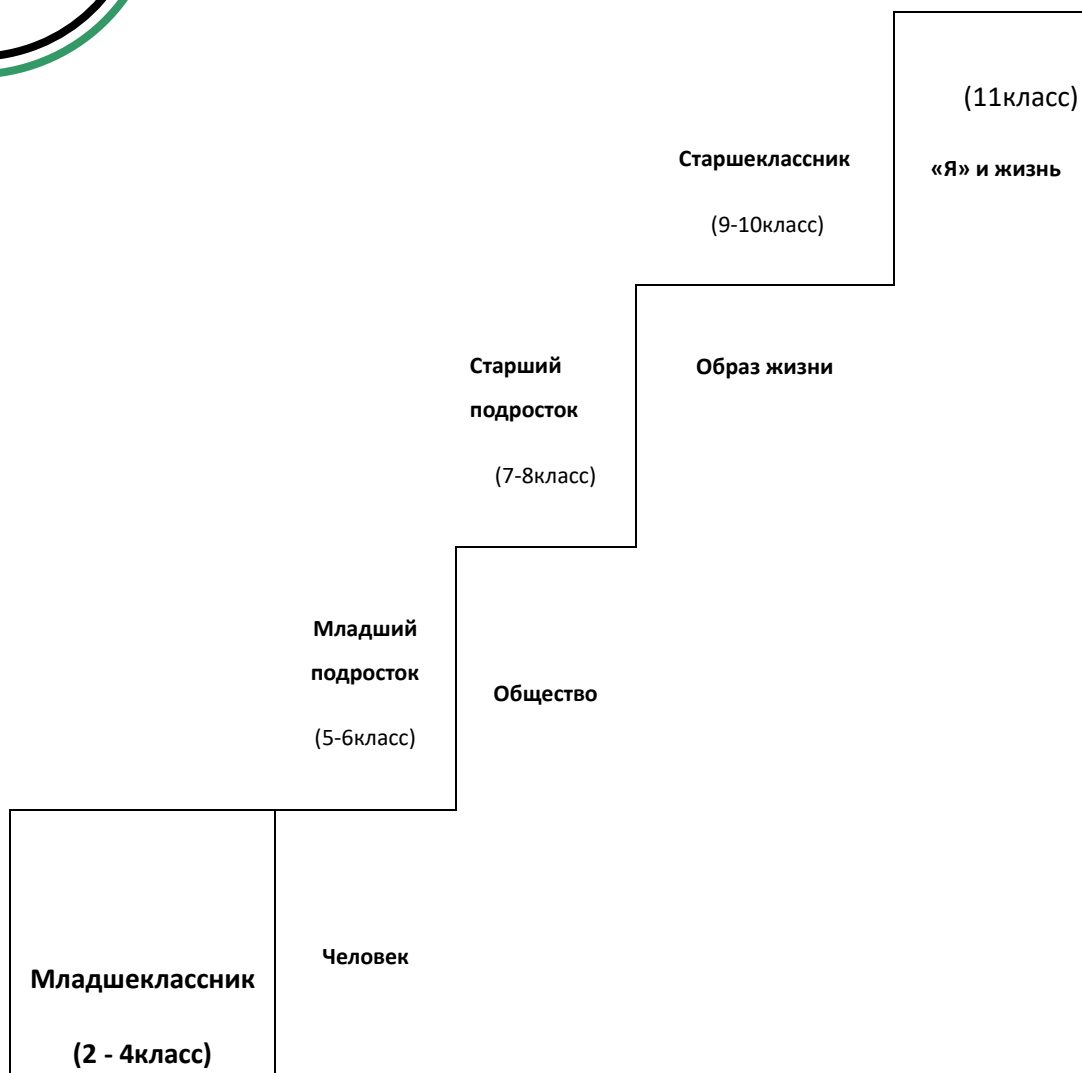 (11класс)
Старшеклассник
«Я» и жизнь
(9-10класс)
Старший
подросток
Образ жизни
(7-8класс)
Младший
подросток
Общество
(5-6класс)
Человек
Младшеклассник
(2 - 4класс)